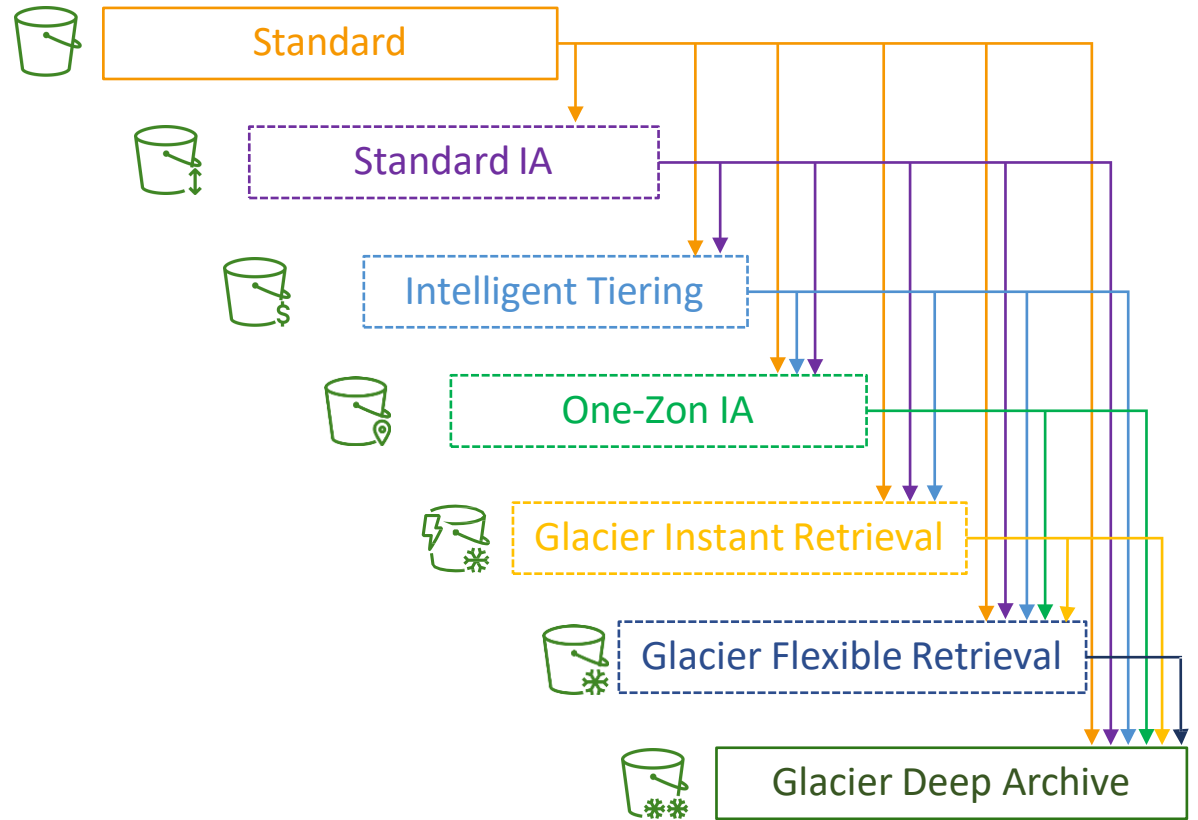 Standard
Standard IA
Intelligent Tiering
$
One-Zon IA
Glacier Instant Retrieval
Glacier Flexible Retrieval
Glacier Deep Archive